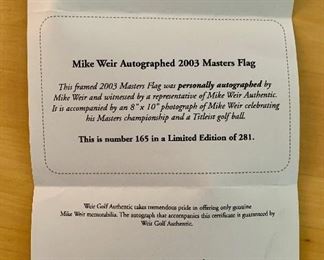 Mike Weir Autographed 2003 Masters Flag
This framed 2003 Masters Flag was personally autographed by
Mike Weir and witnessed by a representative of Mike Weir Authentic.
It is accompanied by an 8" x 10" photograph of Mike Weir celebrating
his Masters championship and a Titleist golf ball.
This is number 165 in a Limited Edition of 281.
Weir Golf Authentic takes tremendous pride in offering only genuine
Mike Weir memorabilia. The autograph that accompanies this certificate is guaranteed by
Weir Golf Authentic.